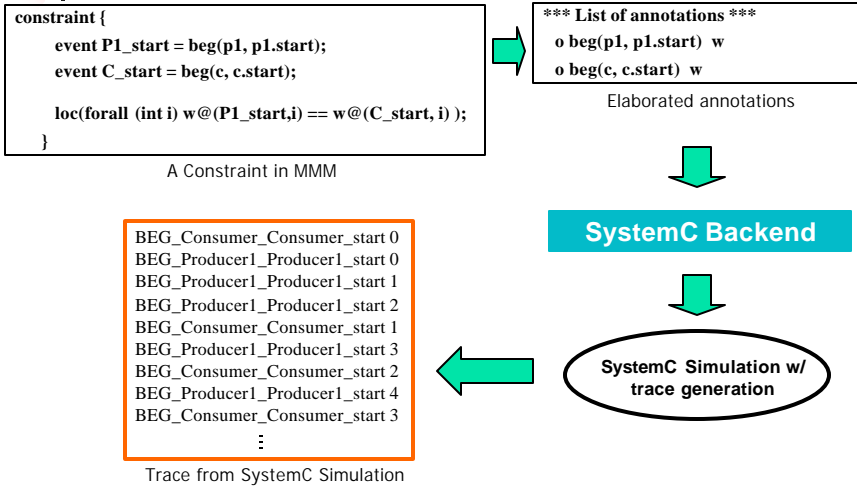 constraint {
event P1_start = beg(p1, p1.start);
event C_start = beg(c, c.start);
loc(forall (int i) w@(P1_start,i) == w@(C_start, i) );
}
A Constraint in MMM
*** List of annotations ***
o beg(p1, p1.start) w
o beg(c, c.start) w
Elaborated annotations
SystemC Backend
SystemC Simulation w/
trace generation
BEG_Consumer_Consumer_start 0
BEG_Producer1_Producer1_start 0
BEG_Producer1_Producer1_start 1
BEG_Producer1_Producer1_start 2
BEG_Consumer_Consumer_start 1
BEG_Producer1_Producer1_start 3
BEG_Consumer_Consumer_start 2
BEG_Producer1_Producer1_start 4
BEG_Consumer_Consumer_start 3
⋮
Trace from SystemC Simulation